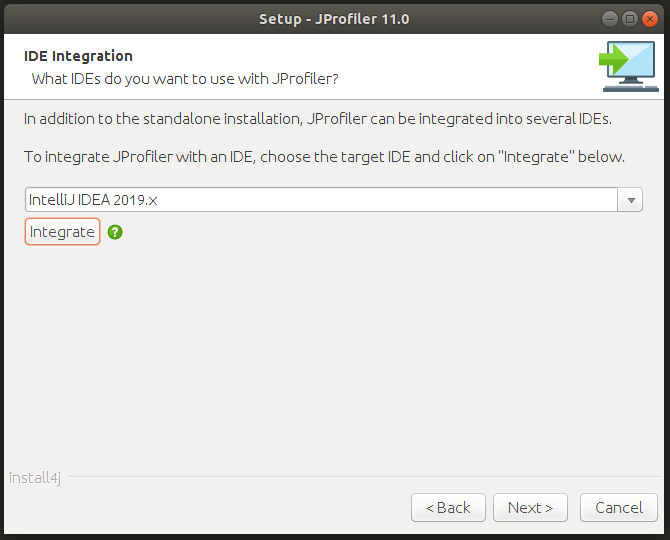 Setup - JProfiler 11.0
IDE Integration
What IDEs do you want to use with JProfiler?
In addition to the standalone installation, JProfiler can be integrated into several IDEs.
To integrate JProfiler with an IDE, choose the target IDE and click on "Integrate" below.
IntelliJ IDEA 2019.x
Integrate ?
install4j
< Back Next > Cancel